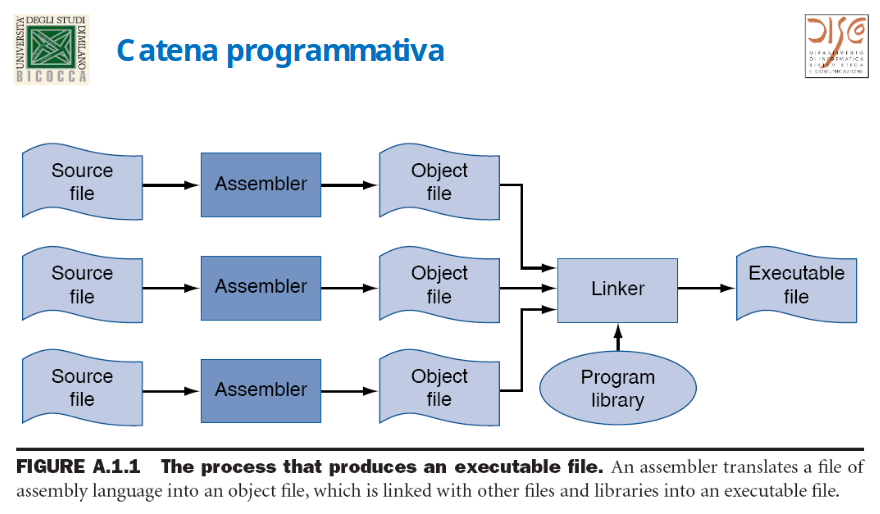 UNIVERSITÀ
DEGLI STUDI
DI MILANO
BICOCCA
Catena programmativa
DISCo
DIPARTIMENTO
DI INFORMATICA
SISTEMISTICA
E COMUNICAZIONE
Source
file
Assembler
Object
file
Source
file
Assembler
Object
file
Linker
Executable
file
Source
file
Assembler
Object
file
Program
library
FIGURE A.1.1 The process that produces an executable file. An assembler translates a file of
assembly language into an object file, which is linked with other files and libraries into an executable file.